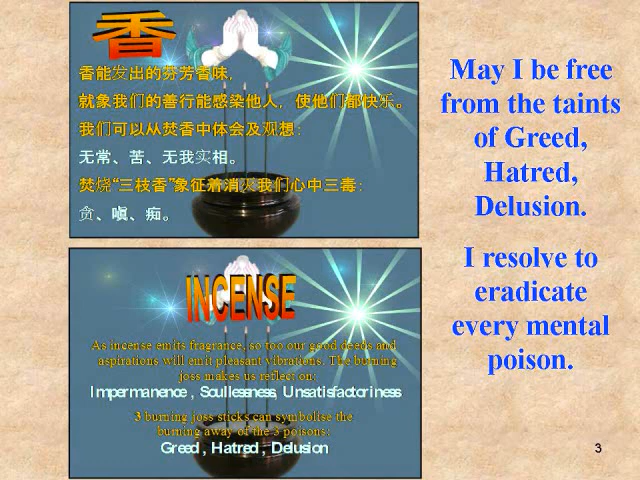 香
香能发出的芬芳香味，
就象我们的善行能感染他人，使他们都快乐。
我们可以从焚香中体会及观想：
无常、苦、无我实相。
焚烧“三枝香”象征着消灭我们心中三毒：
贪、嗔、痴。
INCENSE
As incense emits fragrance, so too our good deeds and
aspirations will emit pleasant vibrations. The burning
joss makes us reflect on:
Impermanence , Soullessness, Unsatisfactoriness
3 burning joss sticks can symbolise the
burning away of the 3 poisons:
Greed , Hatred , Delusion
May I be free
from the taints
of Greed,
Hatred,
Delusion.
I resolve to
eradicate
every mental
poison.
3